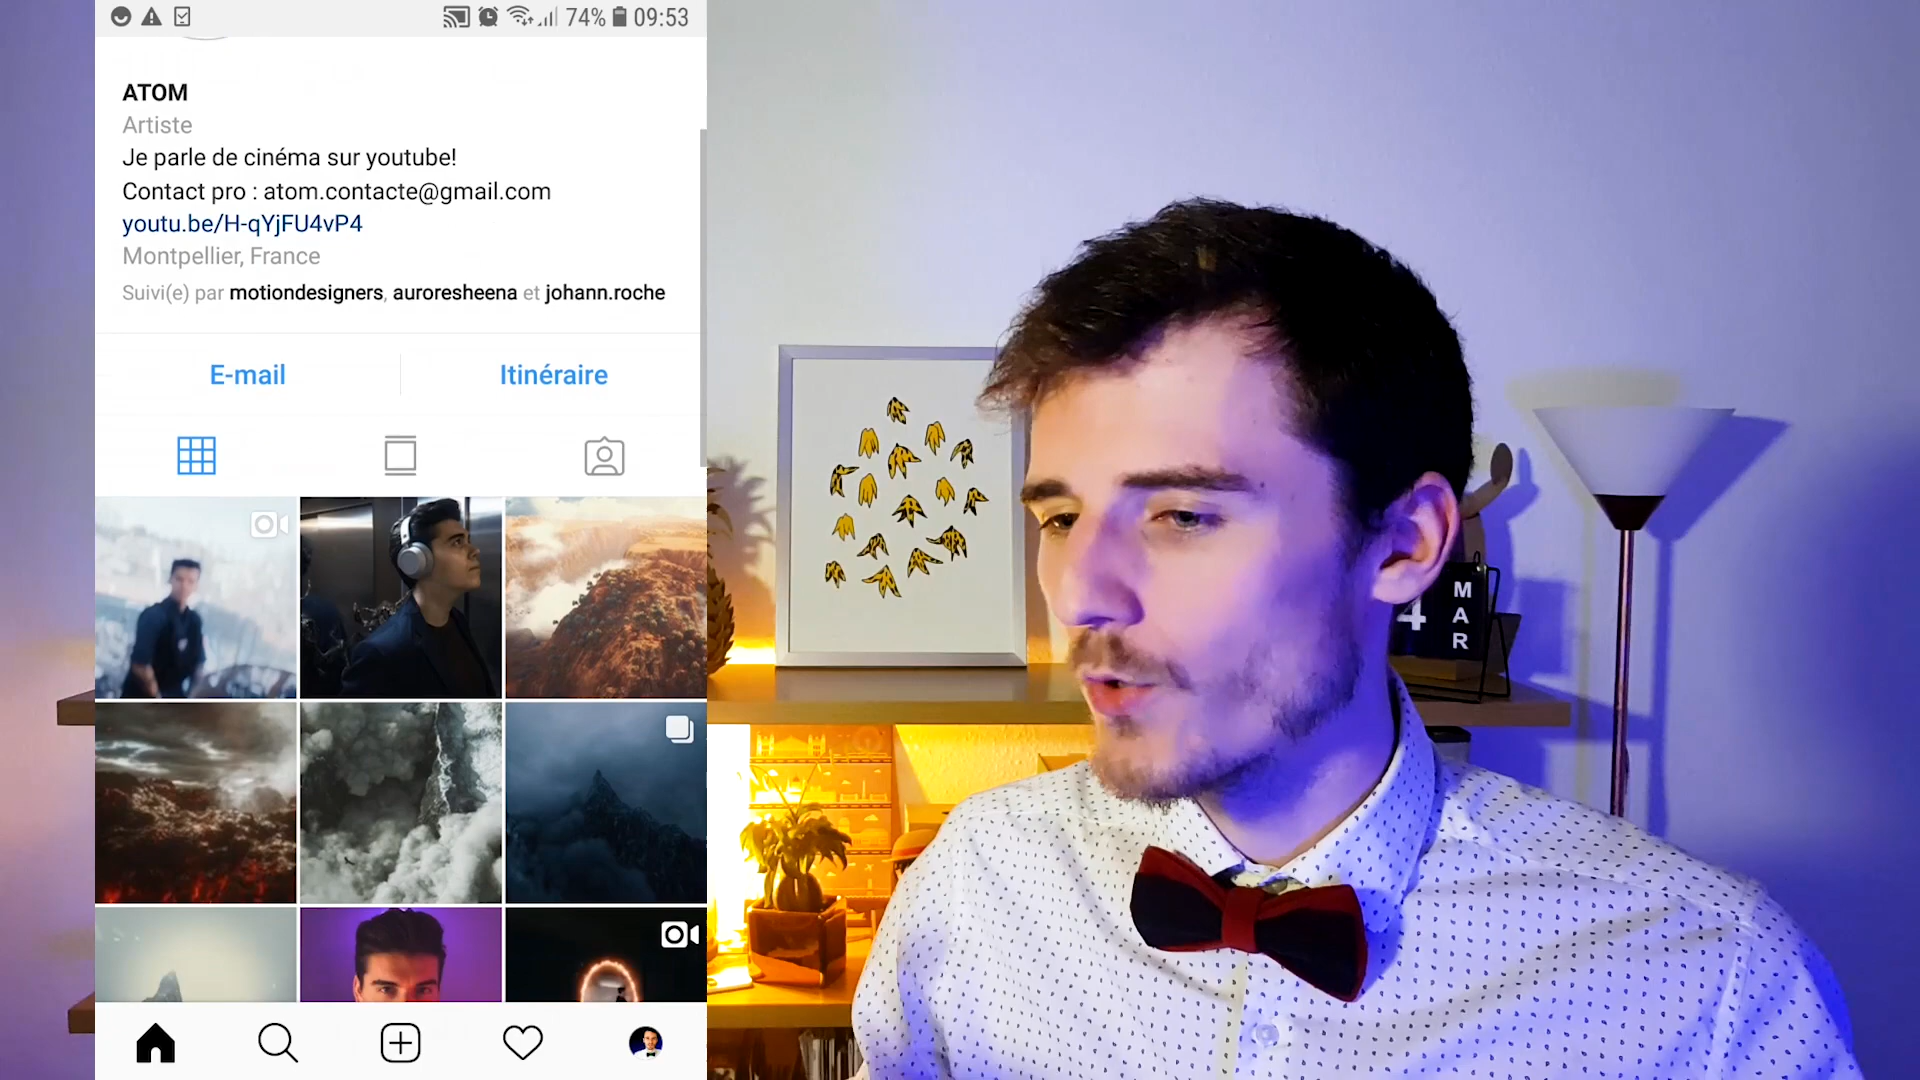 74% 09:53
ATOM
Artiste
Je parle de cinéma sur youtube!
Contact pro : atom.contacte@gmail.com
youtu.be/H-qYjFU4vP4
Montpellier, France
Suivi(e) par motiondesigners, auroresheena et johann.roche
E-mail Itinéraire
4 MAR